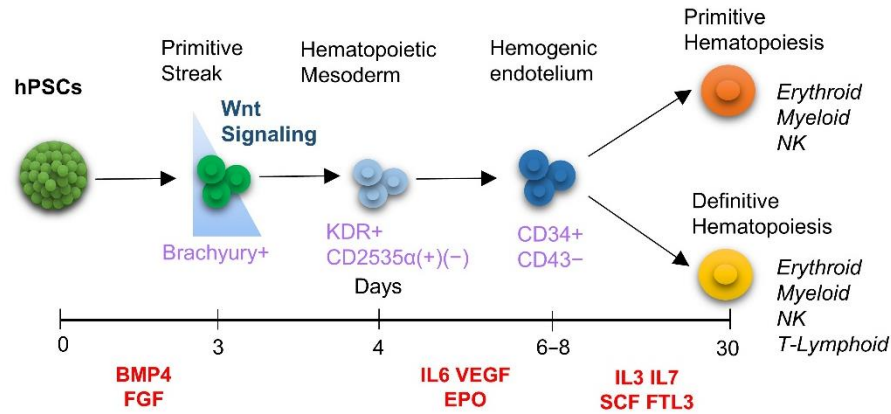 hPSCs
Primitive
Streak
Wnt
Signaling
Brachyury+
Hematopoietic
Mesoderm
KDR+
CD2535α(+)(−)
Hemogenic
endotelium
CD34+
CD43−
Primitive
Hematopoiesis
Erythroid
Myeloid
NK
Definitive
Hematopoiesis
Erythroid
Myeloid
NK
T-Lymphoid
Days
0 3 4 6–8 30
BMP4
FGF
IL6 VEGF
EPO
IL3 IL7
SCF FTL3